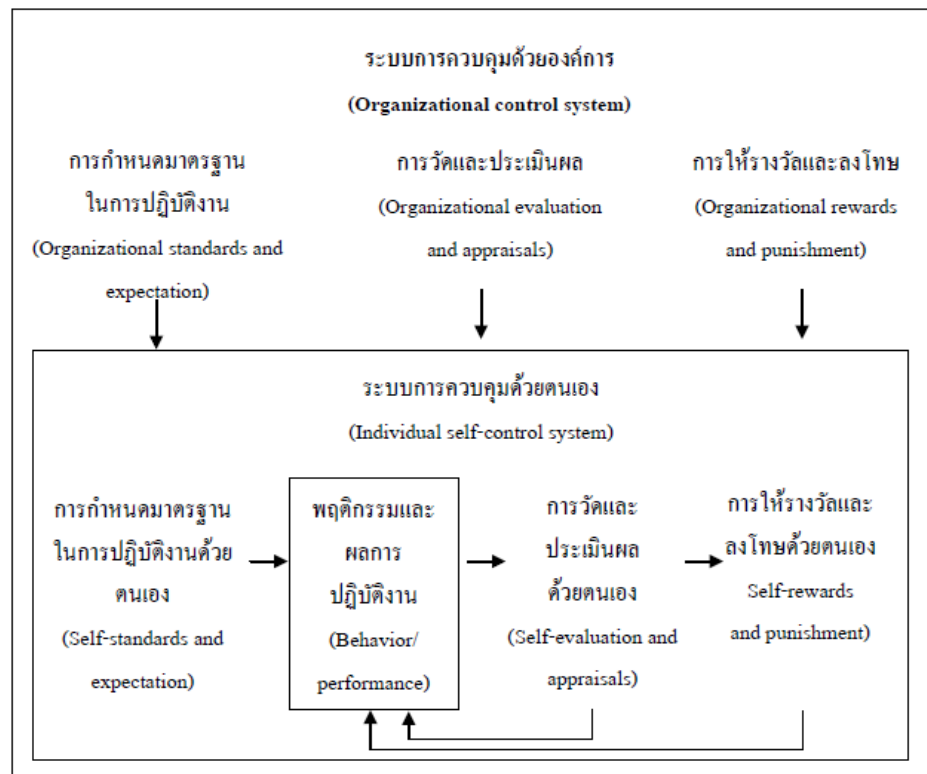 ระบบการควบคุมด้วยองค์การ
(Organizational control system)
การกำหนดมาตรฐาน
ในการปฏิบัติงาน
(Organizational standards and
expectation)
การวัดและประเมินผล
(Organizational evaluation
and appraisals)
การให้รางวัลและลงโทษ
(Organizational rewards
and punishment)
ระบบการควบคุมด้วยตนเอง
(Individual self-control system)
การกำหนดมาตรฐาน
ในการปฏิบัติงานด้วย
ตนเอง
(Self-standards and
expectation)
พฤติกรรมและ
ผลการ
ปฏิบัติงาน
(Behavior/
performance)
การวัดและ
ประเมินผล
ด้วยตนเอง
(Self-evaluation and
appraisals)
การให้รางวัลและ
ลงโทษด้วยตนเอง
Self-rewards
and punishment)